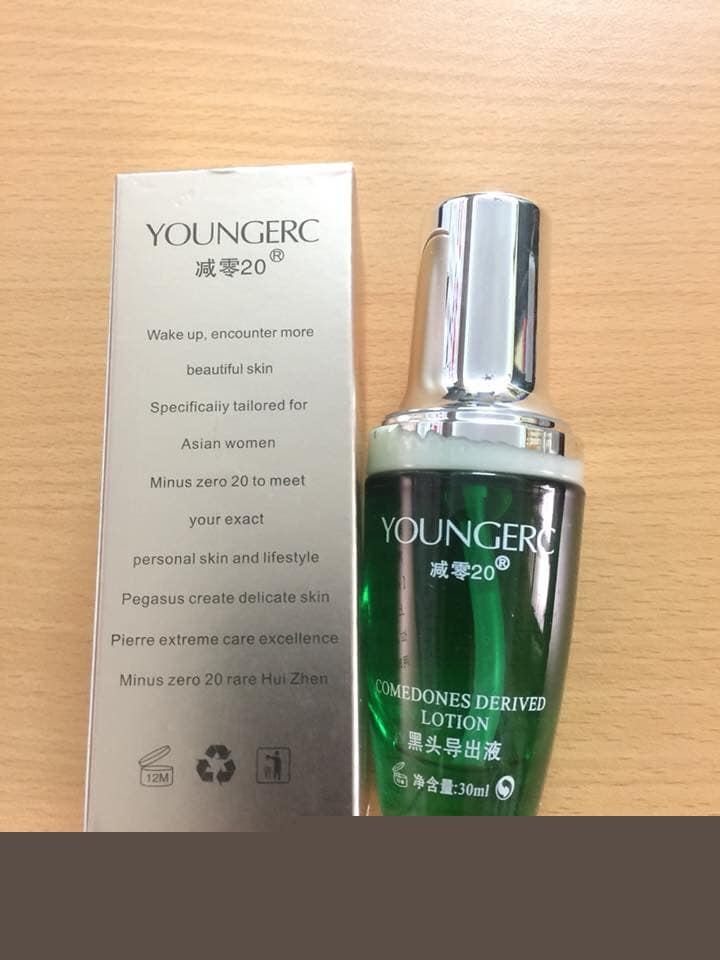 YOUNGERC
减零20®
Wake up, encounter more
beautiful skin
Specificaiiy tailored for
Asian women
Minus zero 20 to meet
your exact
personal skin and lifestyle
Pegasus create delicate skin
Pierre extreme care excellence
Minus zero 20 rare Hui Zhen
12M
YOUNGERC
减零20®
COMEDONES DERIVED
LOTION
黑头导出液
净含量:30ml